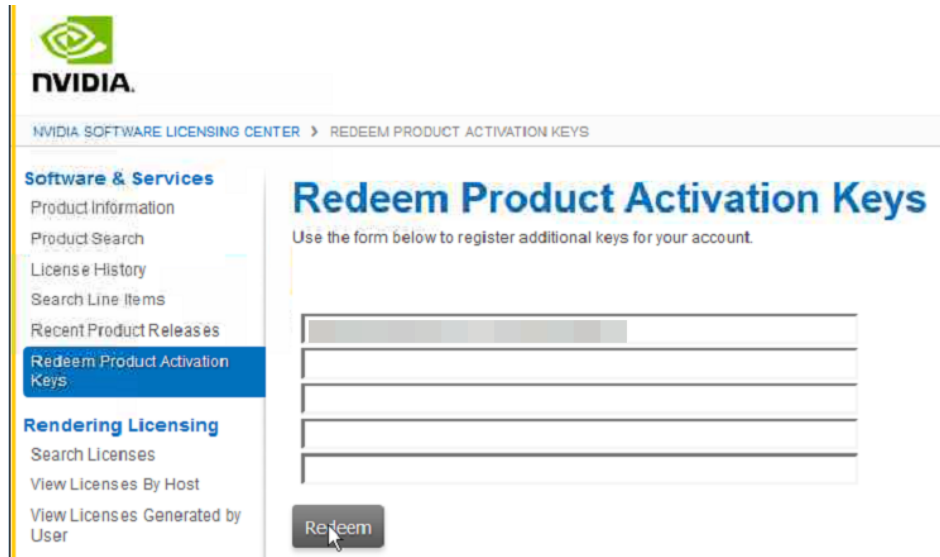 NVIDIA.
NVIDIA SOFTWARE LICENSING CENTER > REDEEM PRODUCT ACTIVATION KEYS
Software & Services
Product Information
Product Search
License History
Search Line Items
Recent Product Releases
Redeem Product Activation
Keys
Rendering Licensing
Search Licenses
View Licenses By Host
View Licenses Generated by
User
Redeem Product Activation Keys
Use the form below to register additional keys for your account.
Redeem